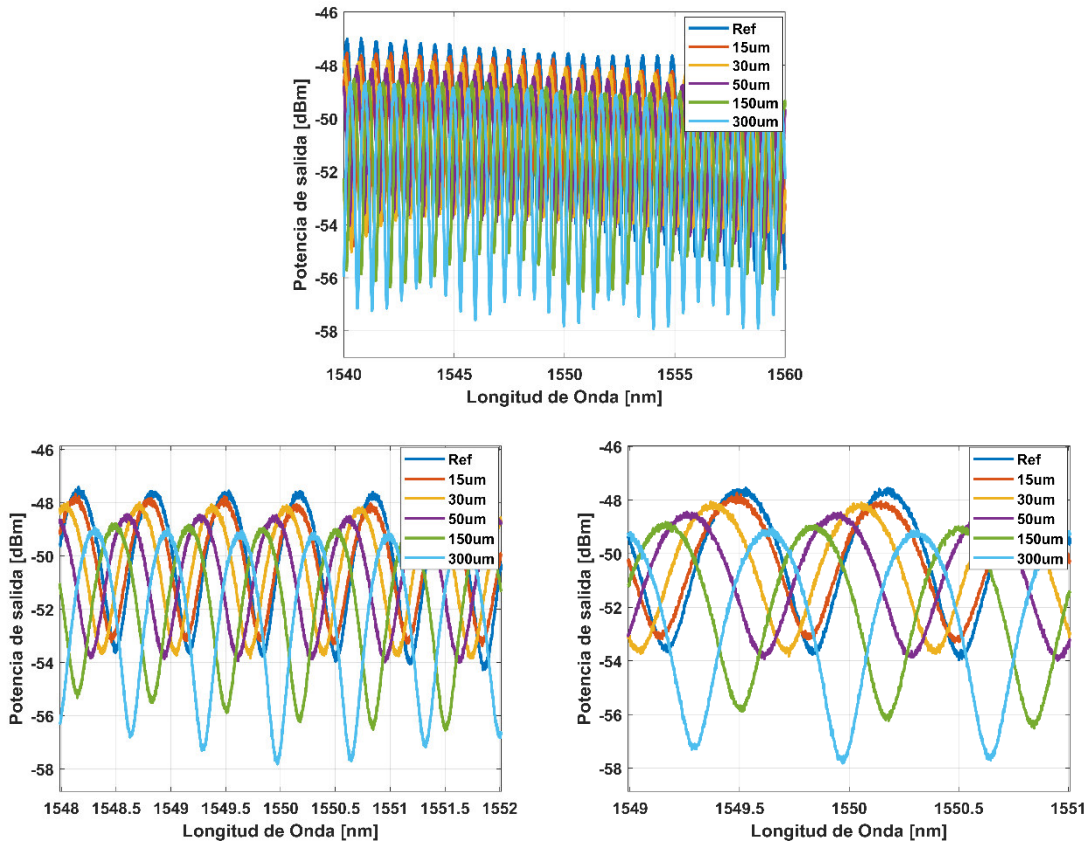 -46
-48
-50
-52
-54
-56
-58
Potencia de salida [dBm]
Ref
15um
30um
50um
150um
300um
1540 1545 1550 1555 1560
Longitud de Onda [nm]
-46
-48
-50
-52
-54
-56
-58
Potencia de salida [dBm]
Ref
15um
30um
50um
150um
300um
1548 1548.5 1549 1549.5 1550 1550.5 1551 1551.5 1552
Longitud de Onda [nm]
-46
-48
-50
-52
-54
-56
-58
Potencia de salida [dBm]
Ref
15um
30um
50um
150um
300um
1549 1549.5 1550 1550.5 1551
Longitud de Onda [nm]